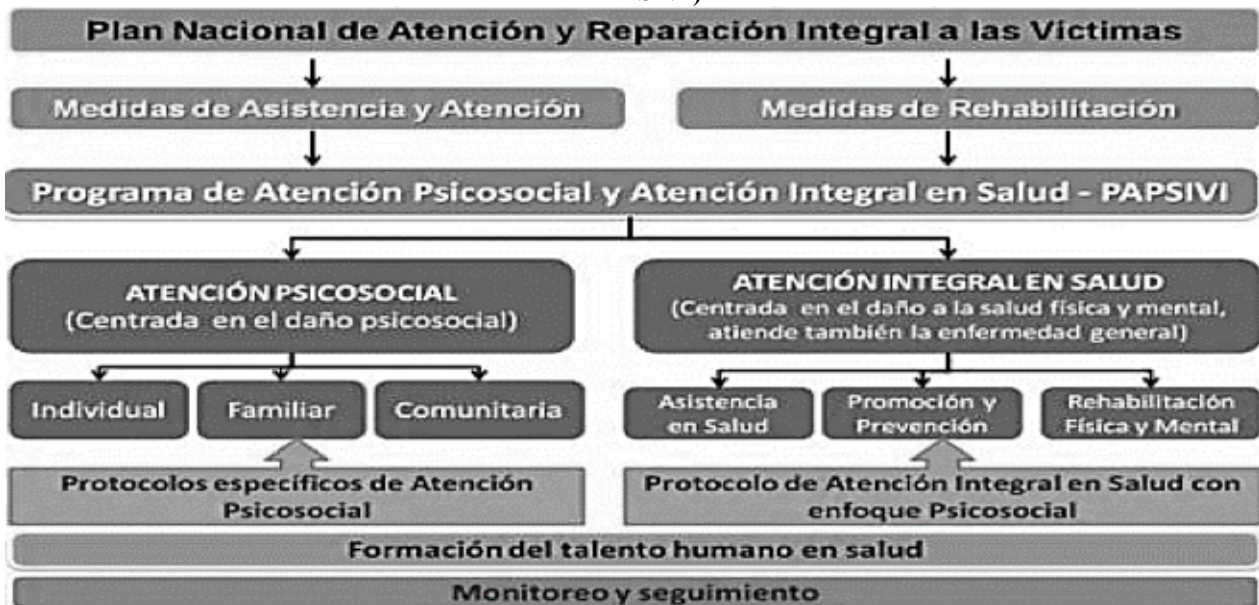 Plan Nacional de Atención y Reparación Integral a las Víctimas
Medidas de Asistencia y Atención
Medidas de Rehabilitación
Programa de Atención Psicosocial y Atención Integral en Salud - PAPSIVI
ATENCIÓN PSICOSOCIAL
(Centrada en el daño psicosocial)
ATENCIÓN INTEGRAL EN SALUD
(Centrada en el daño a la salud física y mental,
atiende también la enfermedad general)
Individual
Familiar
Comunitaria
Asistencia
en Salud
Promoción y
Prevención
Rehabilitación
Física y Mental
Protocolos específicos de Atención
Psicosocial
Protocolo de Atención Integral en Salud con
enfoque Psicosocial
Formación del talento humano en salud
Monitoreo y seguimiento